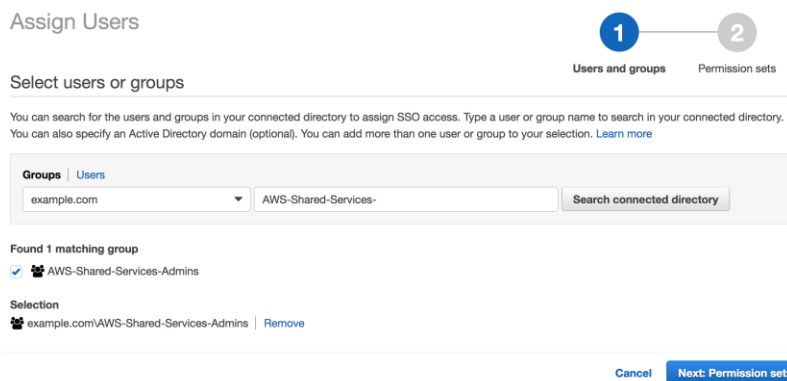 Assign Users
1
2
Users and groups
Permission sets
Select users or groups
You can search for the users and groups in your connected directory to assign SSO access. Type a user or group name to search in your connected directory.
You can also specify an Active Directory domain (optional). You can add more than one user or group to your selection. Learn more
Groups | Users
example.com
AWS-Shared-Services-
Search connected directory
Found 1 matching group
AWS-Shared-Services-Admins
Selection
example.com\AWS-Shared-Services-Admins | Remove
Cancel
Next: Permission set